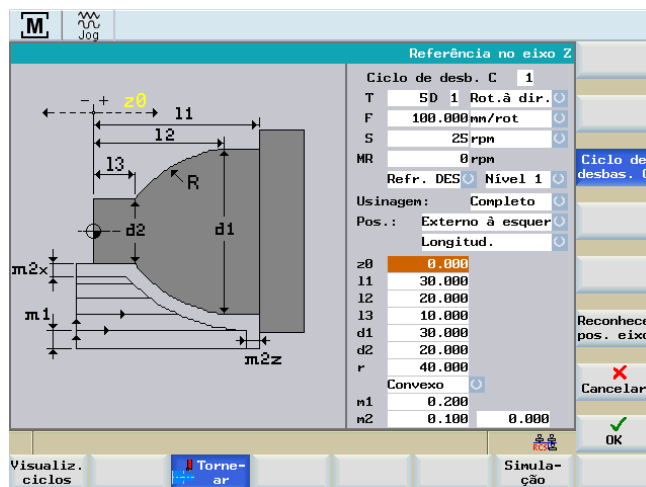 M
Jog
Referência no eixo Z
- + z0
l1
l2
l3
R
d2
d1
m2x
m1
m2z
Ciclo de desb. C 1
T 5 D 1 Rot.à dir.
F 100.000 mm/rot
S 25 rpm
MR 0 rpm
Refr. DES Nível 1
Usinagem: Completo
Pos.: Externo à esquer
Longitud.
z0 0.000
l1 30.000
l2 20.000
l3 10.000
d1 30.000
d2 20.000
r 40.000
Convexo
m1 0.200
m2 0.100 0.000
Ciclo de
desbas. C
Reconhece
pos. eixo
Cancelar
OK
RCS
Visualiz.
ciclos
Torne-
ar
Simula-
ção